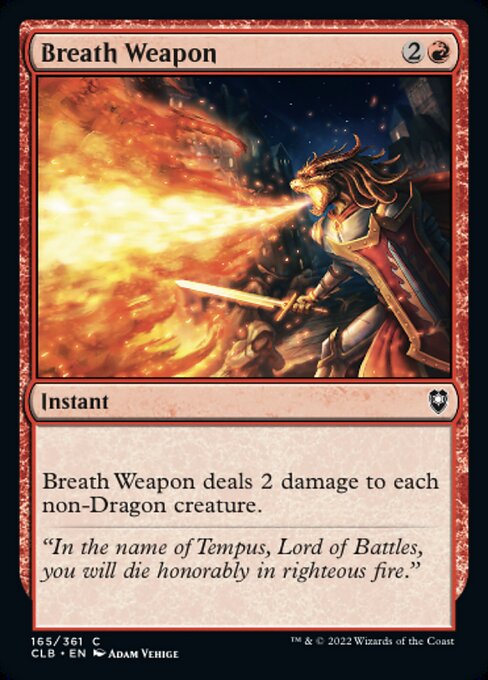 Breath Weapon 2
Instant
Breath Weapon deals 2 damage to each
non-Dragon creature.
“In the name of Tempus, Lord of Battles,
you will die honorably in righteous fire.”
165/361 C
CLB • EN Adam Vehige
™ & © 2022 Wizards of the Coast